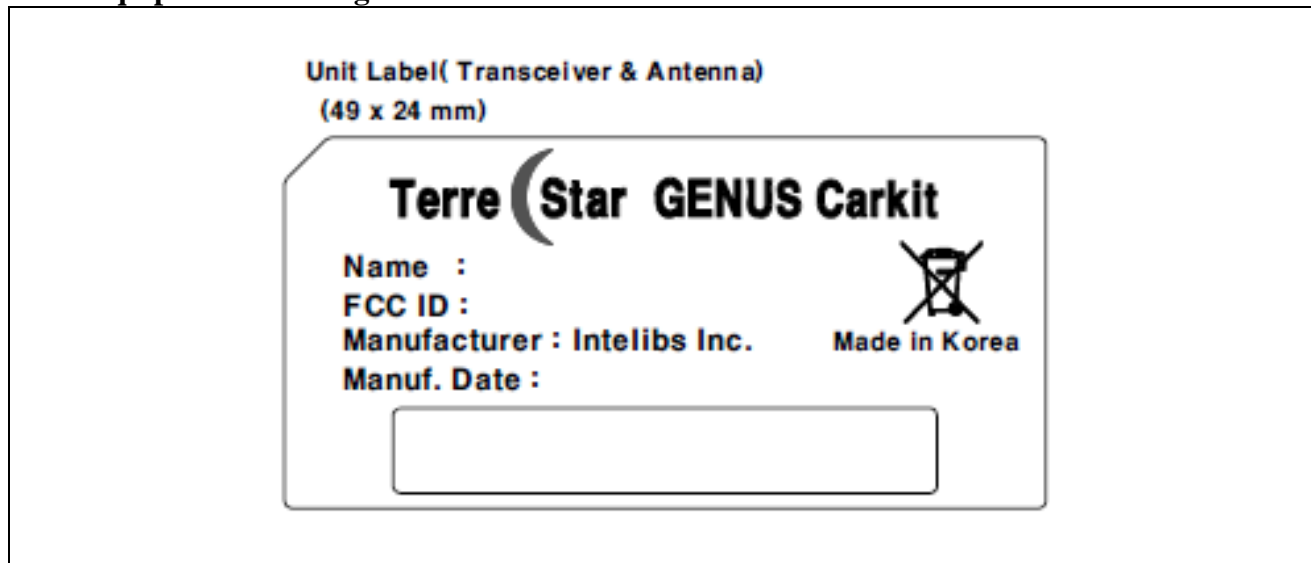 Unit Label( Transceiver & Antenna)
(49 x 24 mm)
Terre Star GENUS Carkit
Name :
FCC ID :
Manufacturer : Intelibs Inc.
Made in Korea
Manuf. Date :